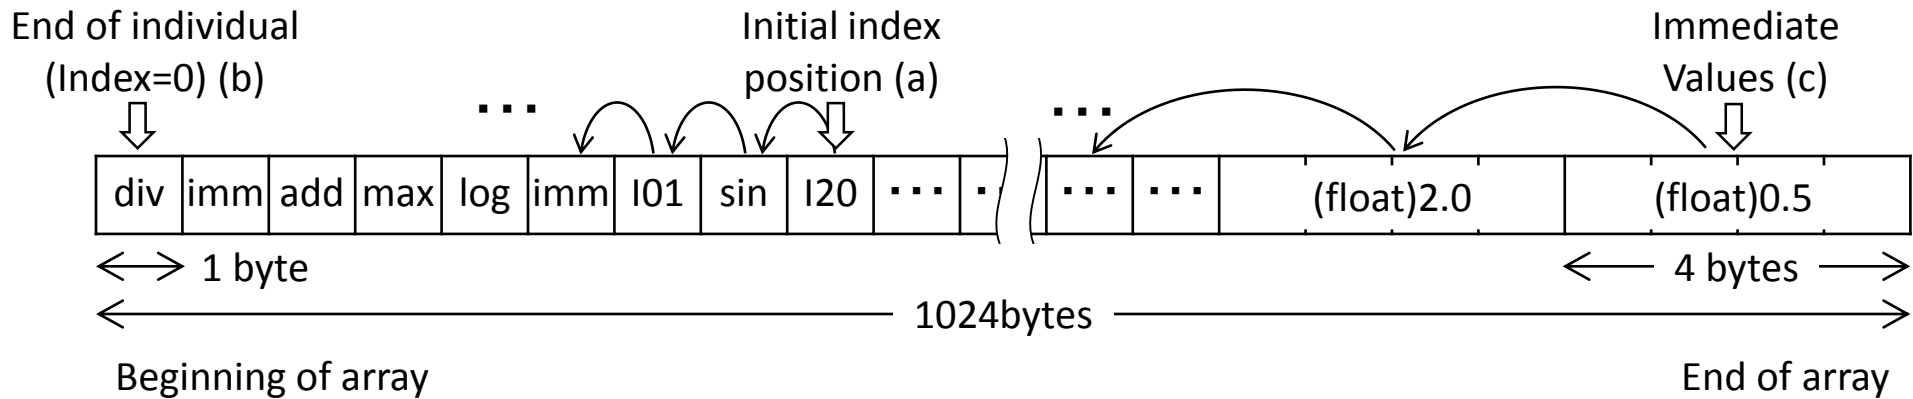 End of individual
(Index=0) (b)
Initial index
position (a)
Immediate
Values (c)
... ...
div imm add max log imm I01 sin I20 ... .. ... ... (float)2.0 (float)0.5
1 byte
4 bytes
1024bytes
Beginning of array
End of array